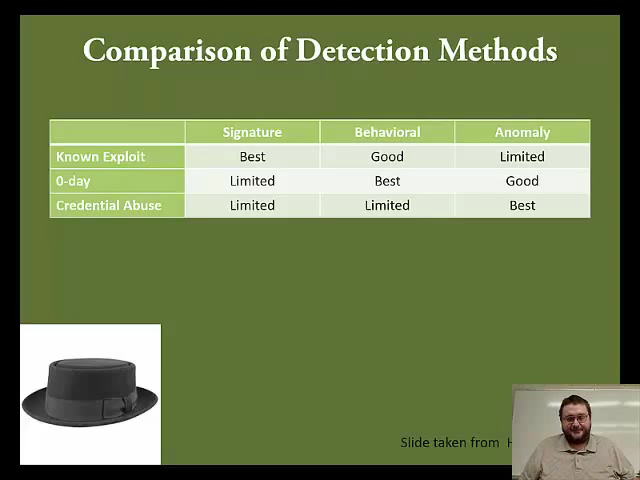 Comparison of Detection Methods
Signature Behavioral Anomaly
Known Exploit Best Good Limited
0-day Limited Best Good
Credential Abuse Limited Limited Best
Slide taken from